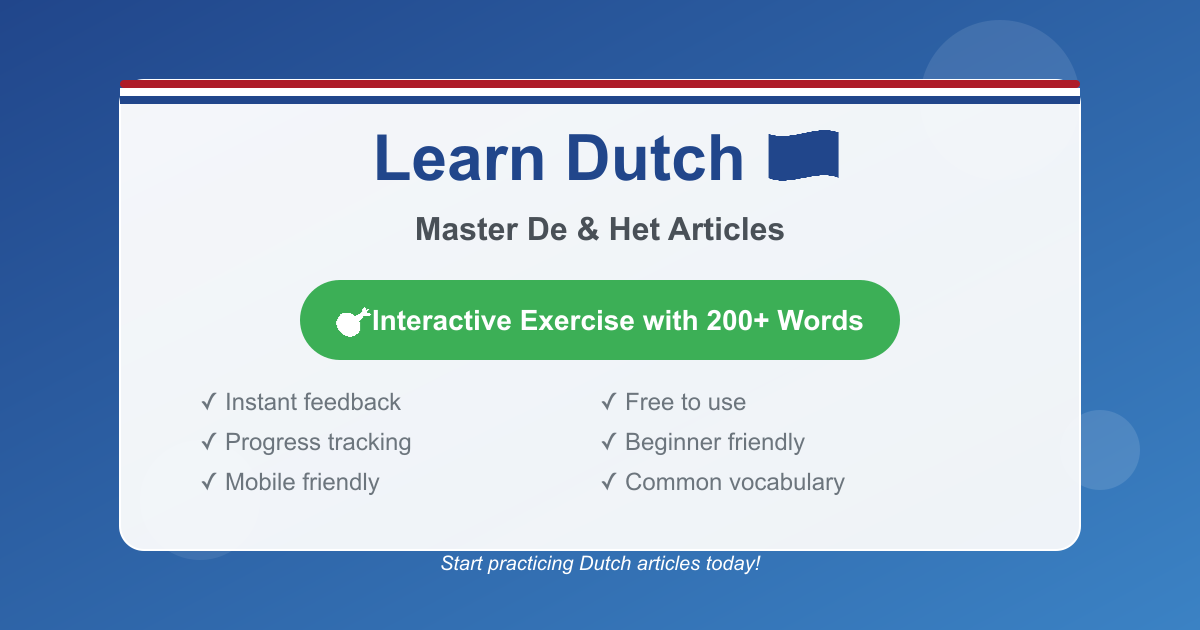 Learn Dutch
Master De & Het Articles
Interactive Exercise with 200+ Words
✓ Instant feedback
✓ Free to use
✓ Progress tracking
✓ Beginner friendly
✓ Mobile friendly
✓ Common vocabulary
Start practicing Dutch articles today!